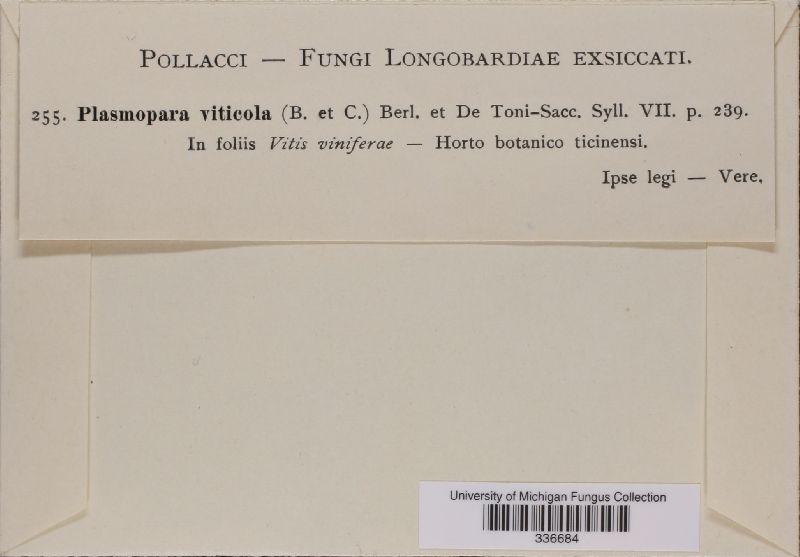 Pollacci — Fungi Longobardiae exsiccati.
255. Plasmopara viticola (B. et C.) Berl. et De Toni-Sacc. Syll. VII. p. 239.
In foliis Vitis viniferae — Horto botanico ticinensi.
Ipse legi — Vere.
University of Michigan Fungus Collection
336684